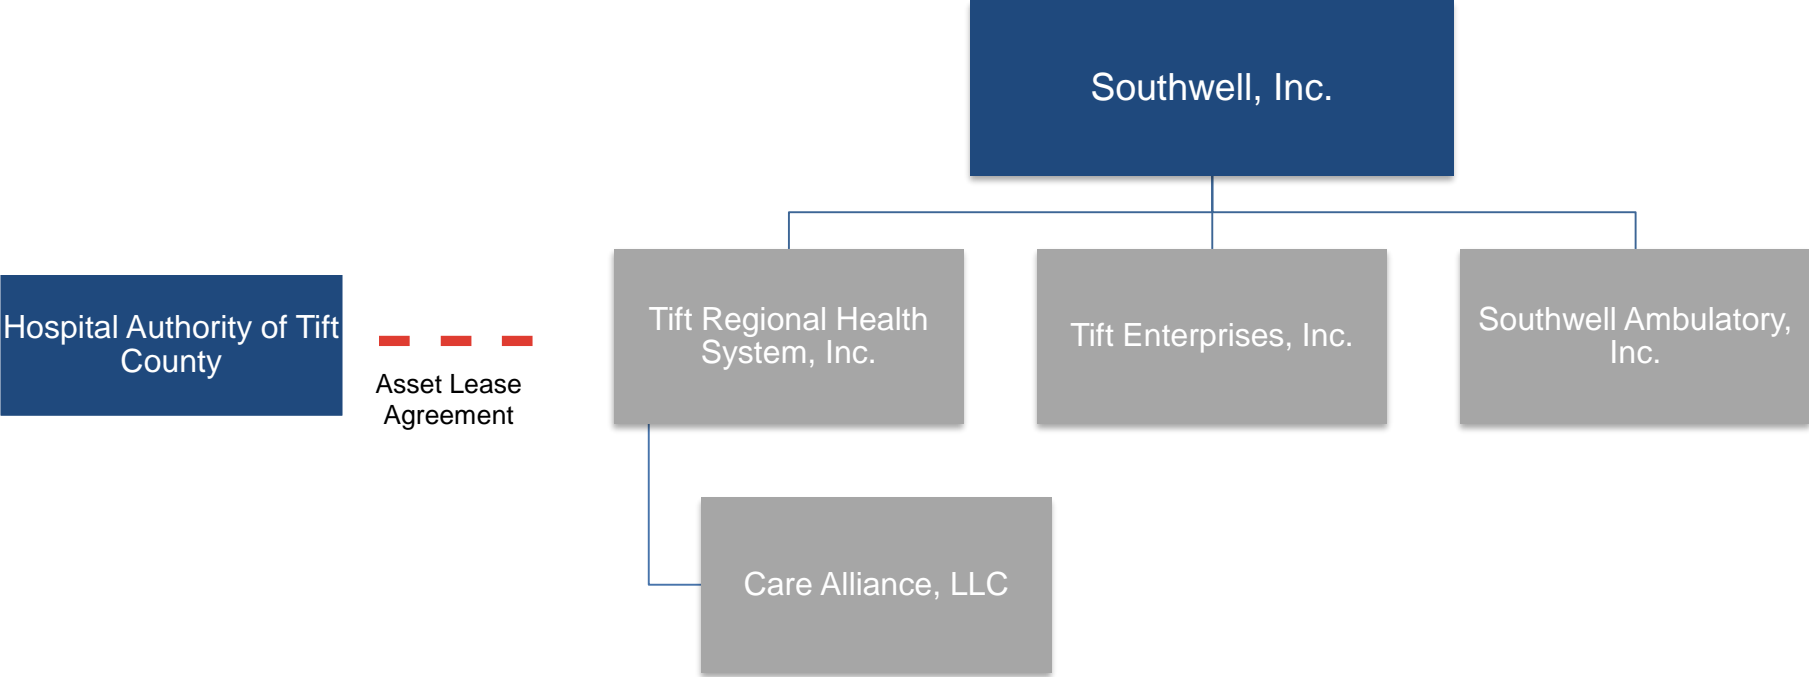 Southwell, Inc.
Hospital Authority of Tift
County
Asset Lease
Agreement
Tift Regional Health
System, Inc.
Tift Enterprises, Inc.
Southwell Ambulatory,
Inc.
Care Alliance, LLC